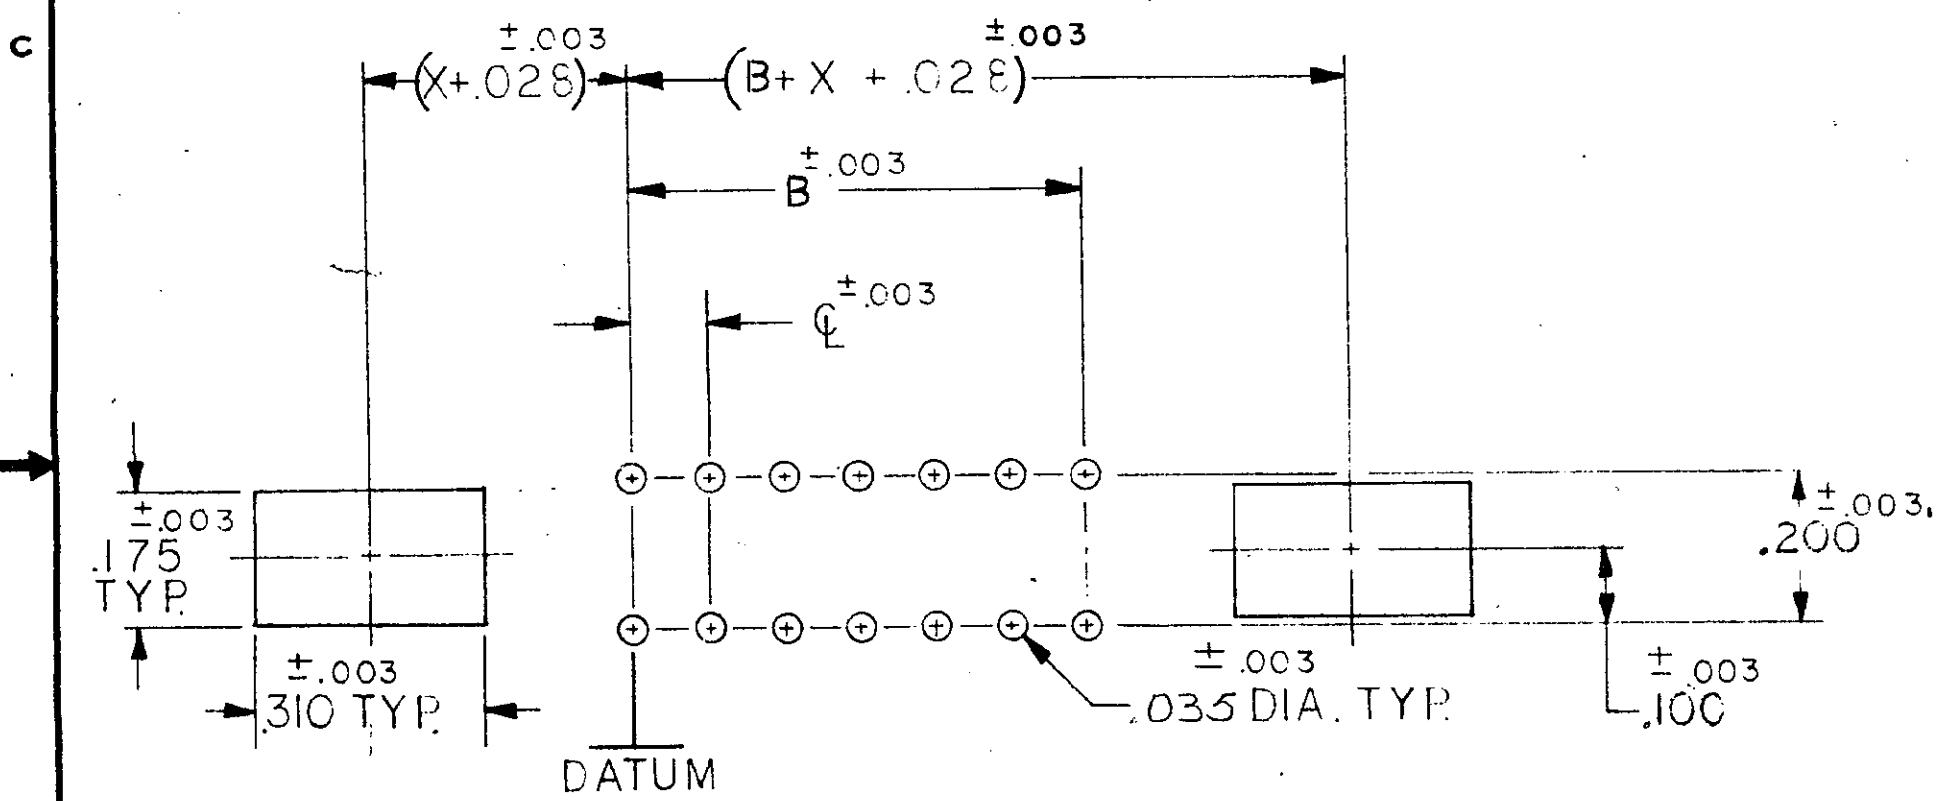 C
±.003
(X+.028)
±.003
(B+ X + .028)
±.003
B
±.003
℄
±.003
.175
TYP.
±.003
.310 TYP.
DATUM
±.003
.035 DIA. TYP.
±.003
.100
±.003.
.200